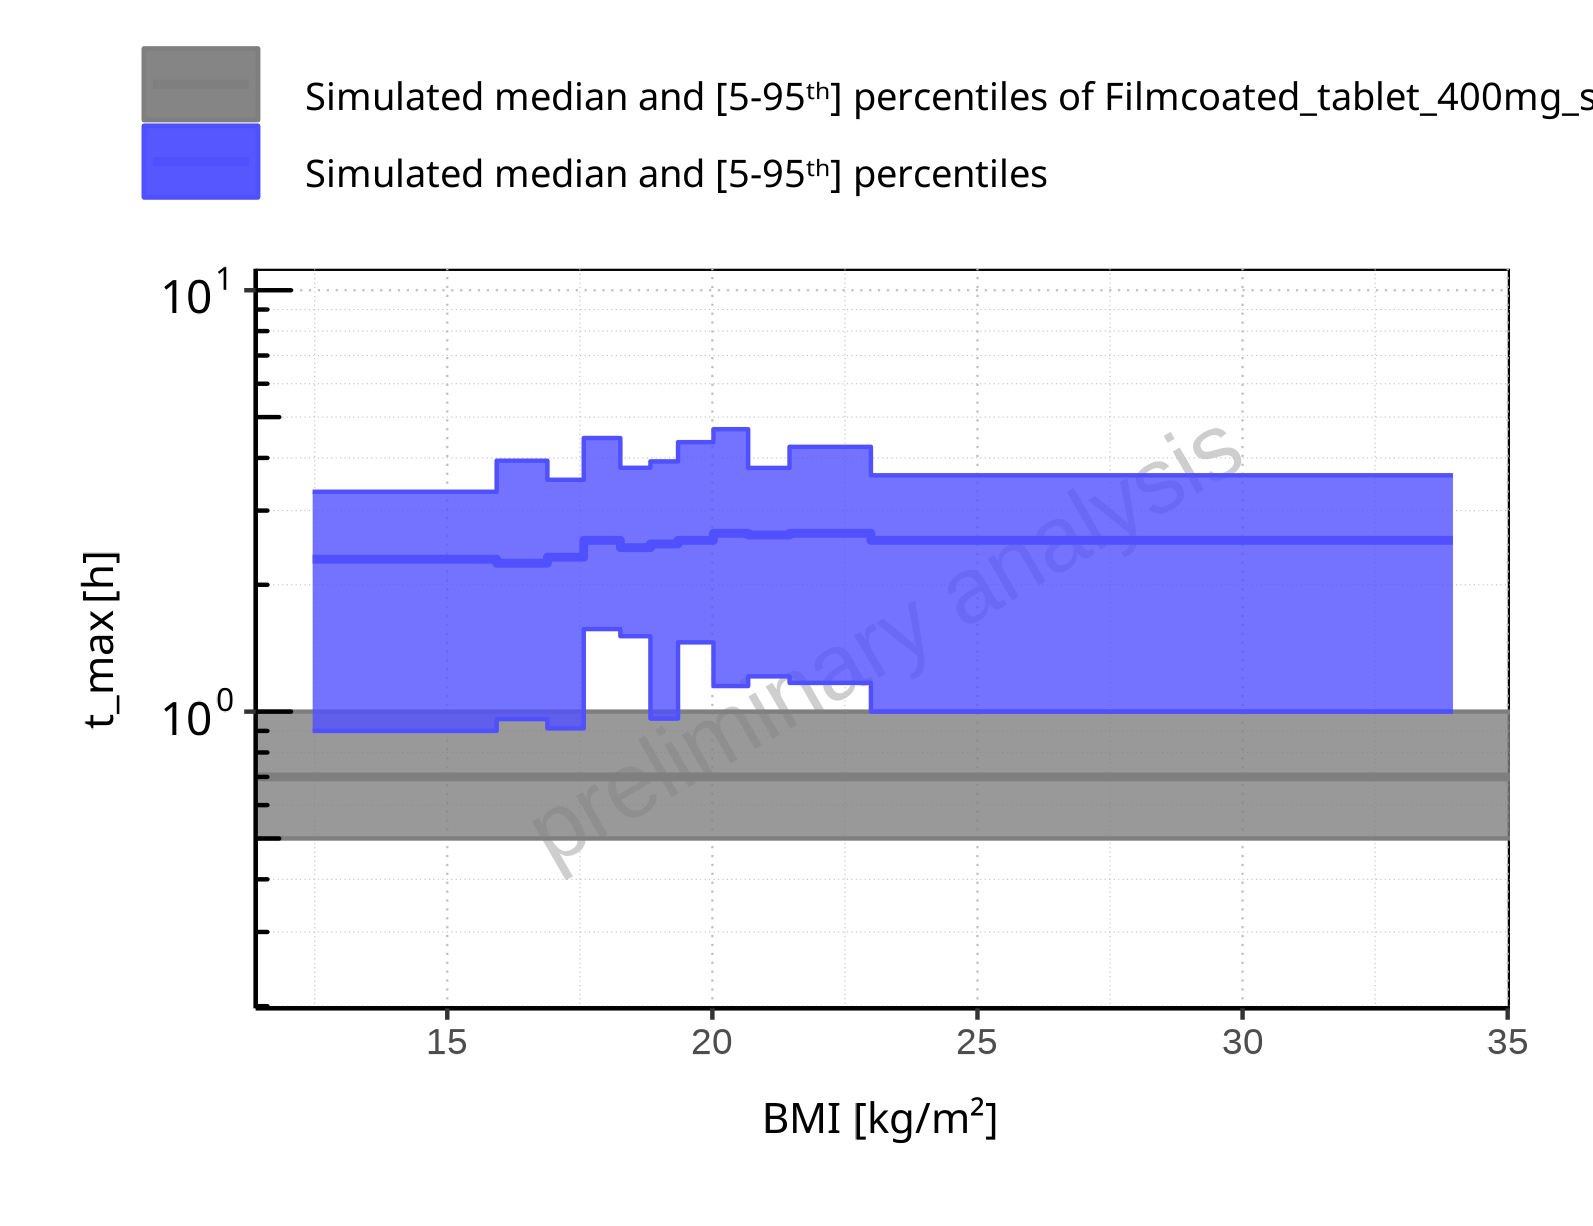 Simulated median and [5-95ᵗʰ] percentiles of Filmcoated_tablet_400mg_s
Simulated median and [5-95ᵗʰ] percentiles
10¹
10⁰
t_max [h]
preliminary analysis
15 20 25 30 35
BMI [kg/m²]